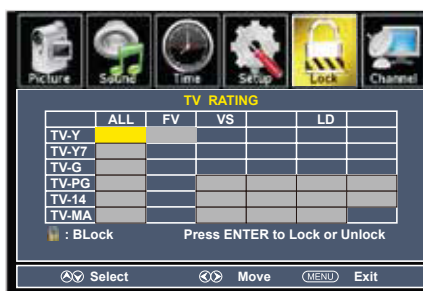 Picture Sound Time Setup Lock Channel
TV RATING
ALL FV VS LD
TV-Y
TV-Y7
TV-G
TV-PG
TV-14
TV-MA
: BLock Press ENTER to Lock or Unlock
Select Move MENU Exit